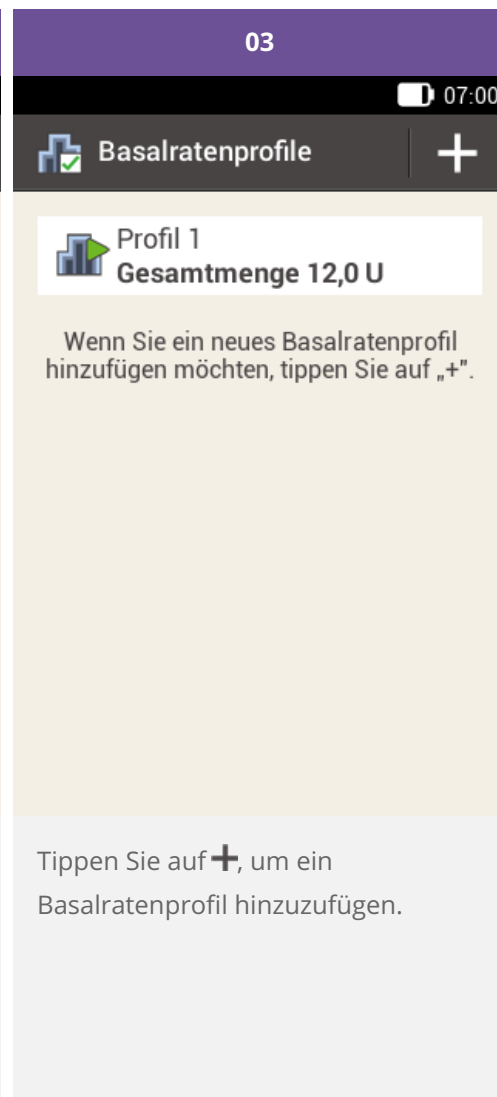 03
07:00
Basalratenprofile
Profil 1
Gesamtmenge 12,0 U
Wenn Sie ein neues Basalratenprofil
hinzufügen möchten, tippen Sie auf „+".
Tippen Sie auf +, um ein
Basalratenprofil hinzuzufügen.